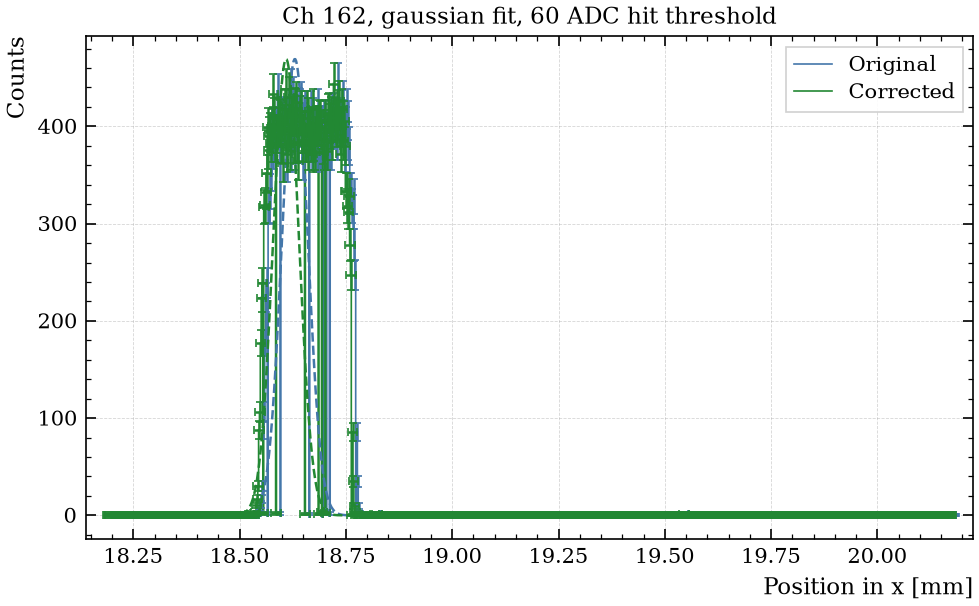 Ch 162, gaussian fit, 60 ADC hit threshold
Counts
Original
Corrected
400
300
200
100
0
18.25 18.50 18.75 19.00 19.25 19.50 19.75 20.00
Position in x [mm]